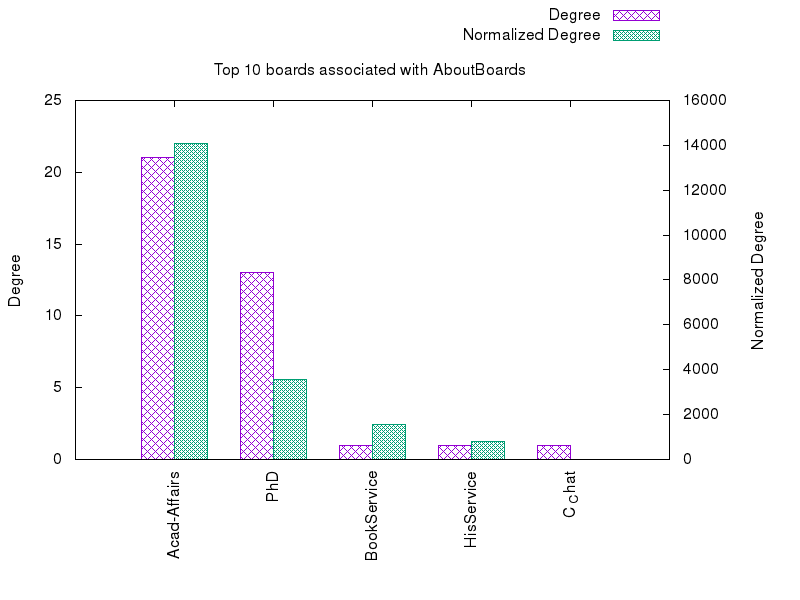 Degree
Normalized Degree
Top 10 boards associated with AboutBoards
25
20
15
10
5
0
16000
14000
12000
10000
8000
6000
4000
2000
0
Degree
Normalized Degree
Acad-Affairs
PhD
BookService
HisService
C_Chat